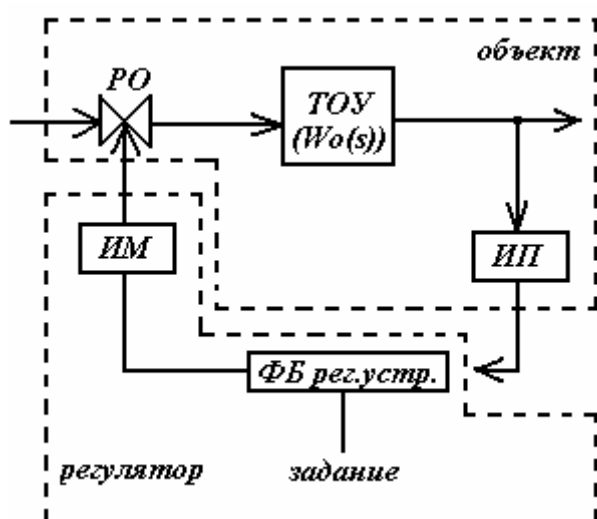 объект
РО
ТОУ
(Wo(s))
ИМ
ИП
ФБ рег.устр.
регулятор
задание